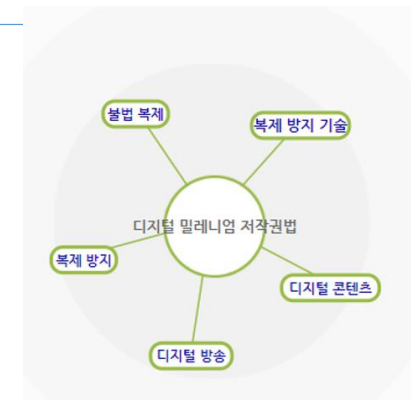 불법 복제
복제 방지 기술
디지털 밀레니엄 저작권법
복제 방지
디지털 콘텐츠
디지털 방송